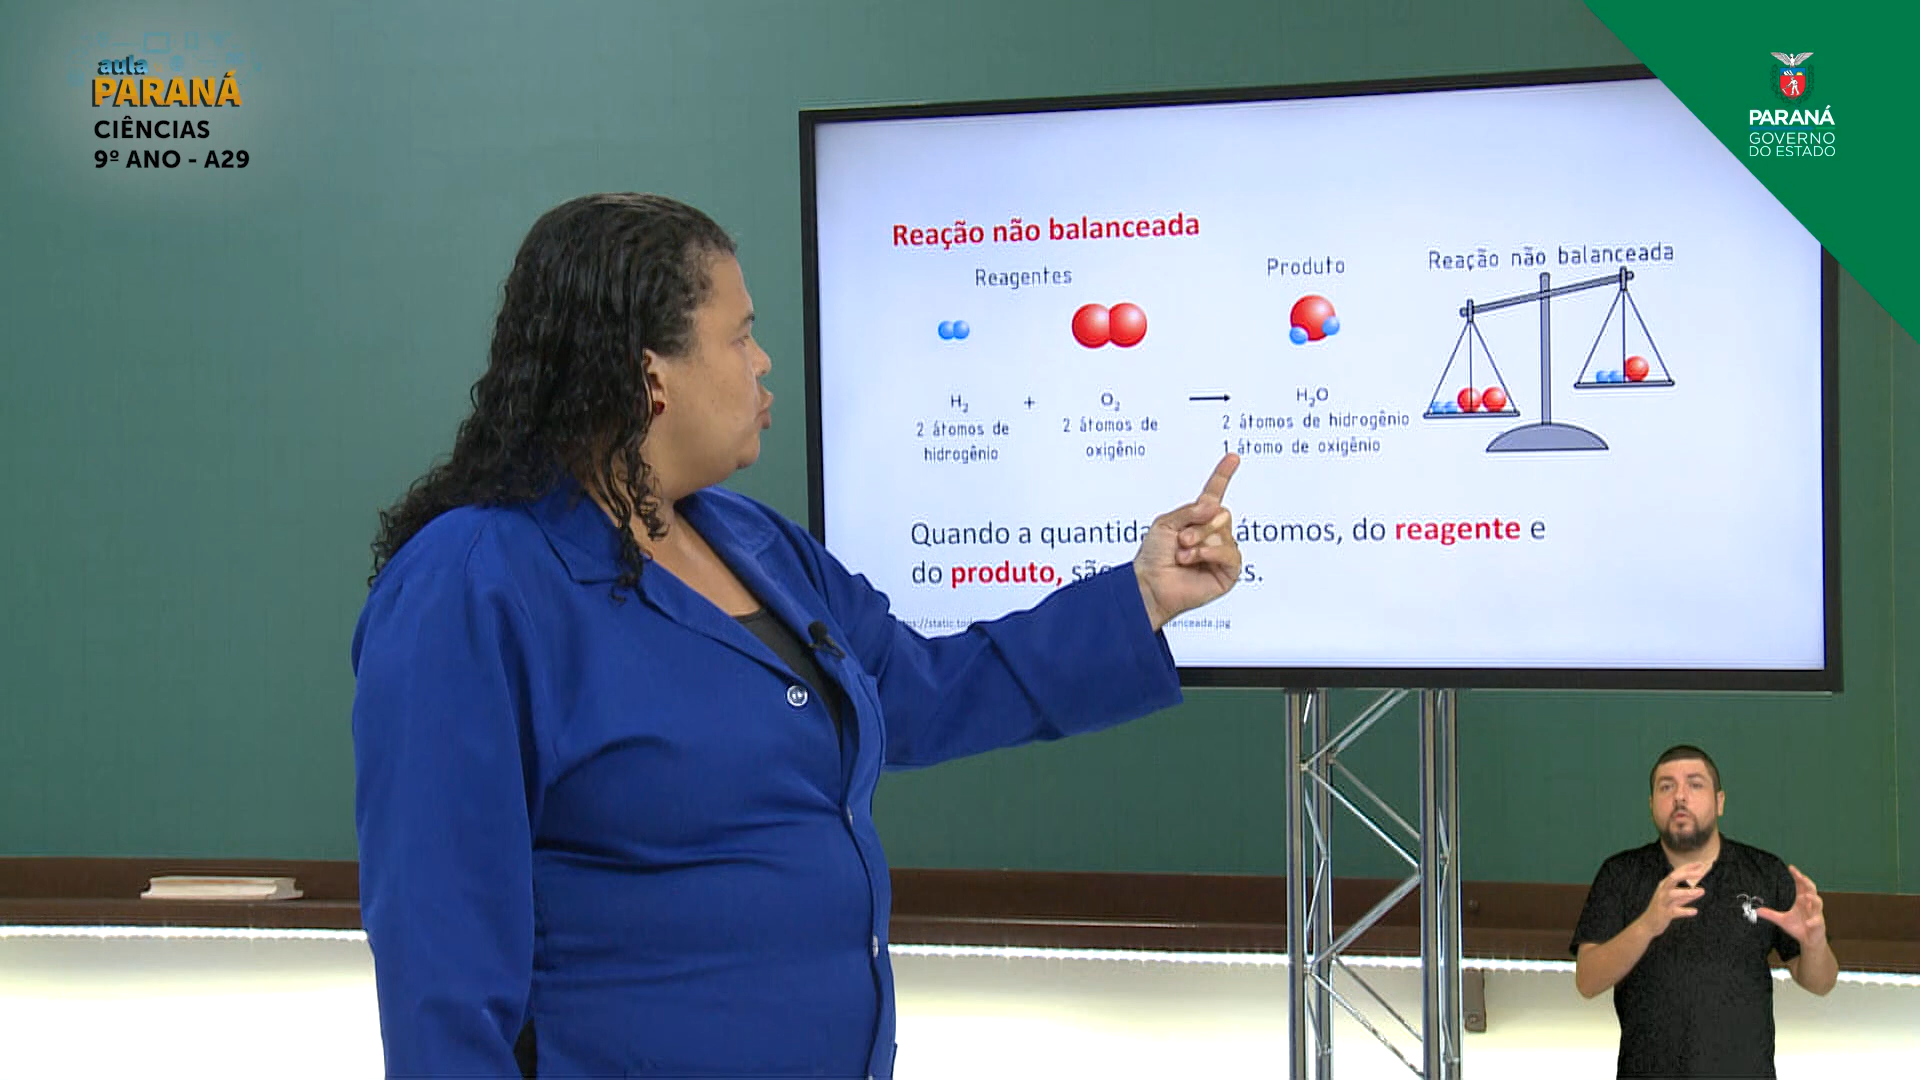 aula
PARANÁ
CIÊNCIAS
9º ANO - A29
PARANÁ
GOVERNO
DO ESTADO
Reação não balanceada
Reagentes
Produto
Reação não balanceada
H₂ + O₂ → H₂O
2 átomos de
hidrogênio
2 átomos de
oxigênio
2 átomos de hidrogênio
1 átomo de oxigênio
Quando a átomos, do reagente e
do produto,